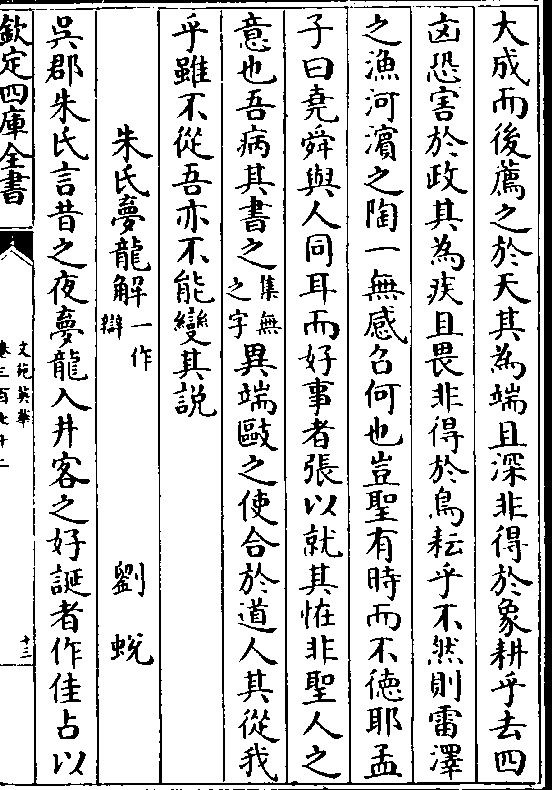 大成而後薦之於天其為端且深非得於象耕乎去四
凶恐害於政其為疾且畏非得於鳥耘乎不然則雷澤
之漁河濱之陶一無感召何也豈聖有時而不德耶孟
子曰堯舜與人同耳而好事者張以就其恠非聖人之
意也吾病其書之集無之字異端敺之使合於道人其從我
乎雖不從吾亦不能變其説
朱氏夢龍解一作辯 劉蛻
吳郡朱氏言昔之夜夢龍入井客之好誕者作佳占以
欽定四庫全書
文苑英華
卷三百七十二
十三